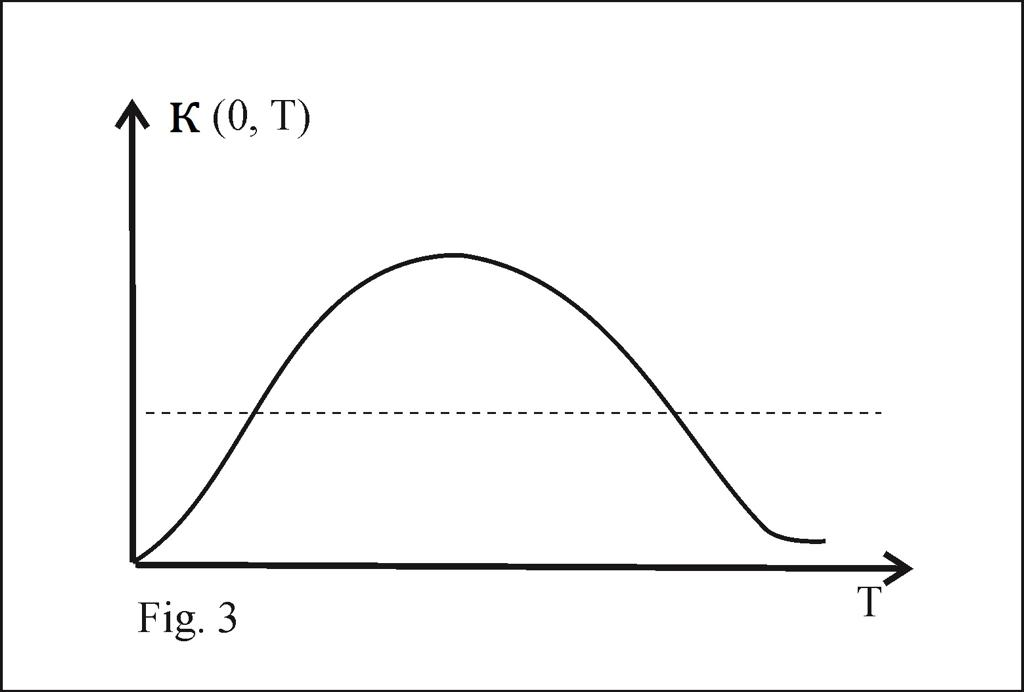 К (0, T)
T
Fig. 3